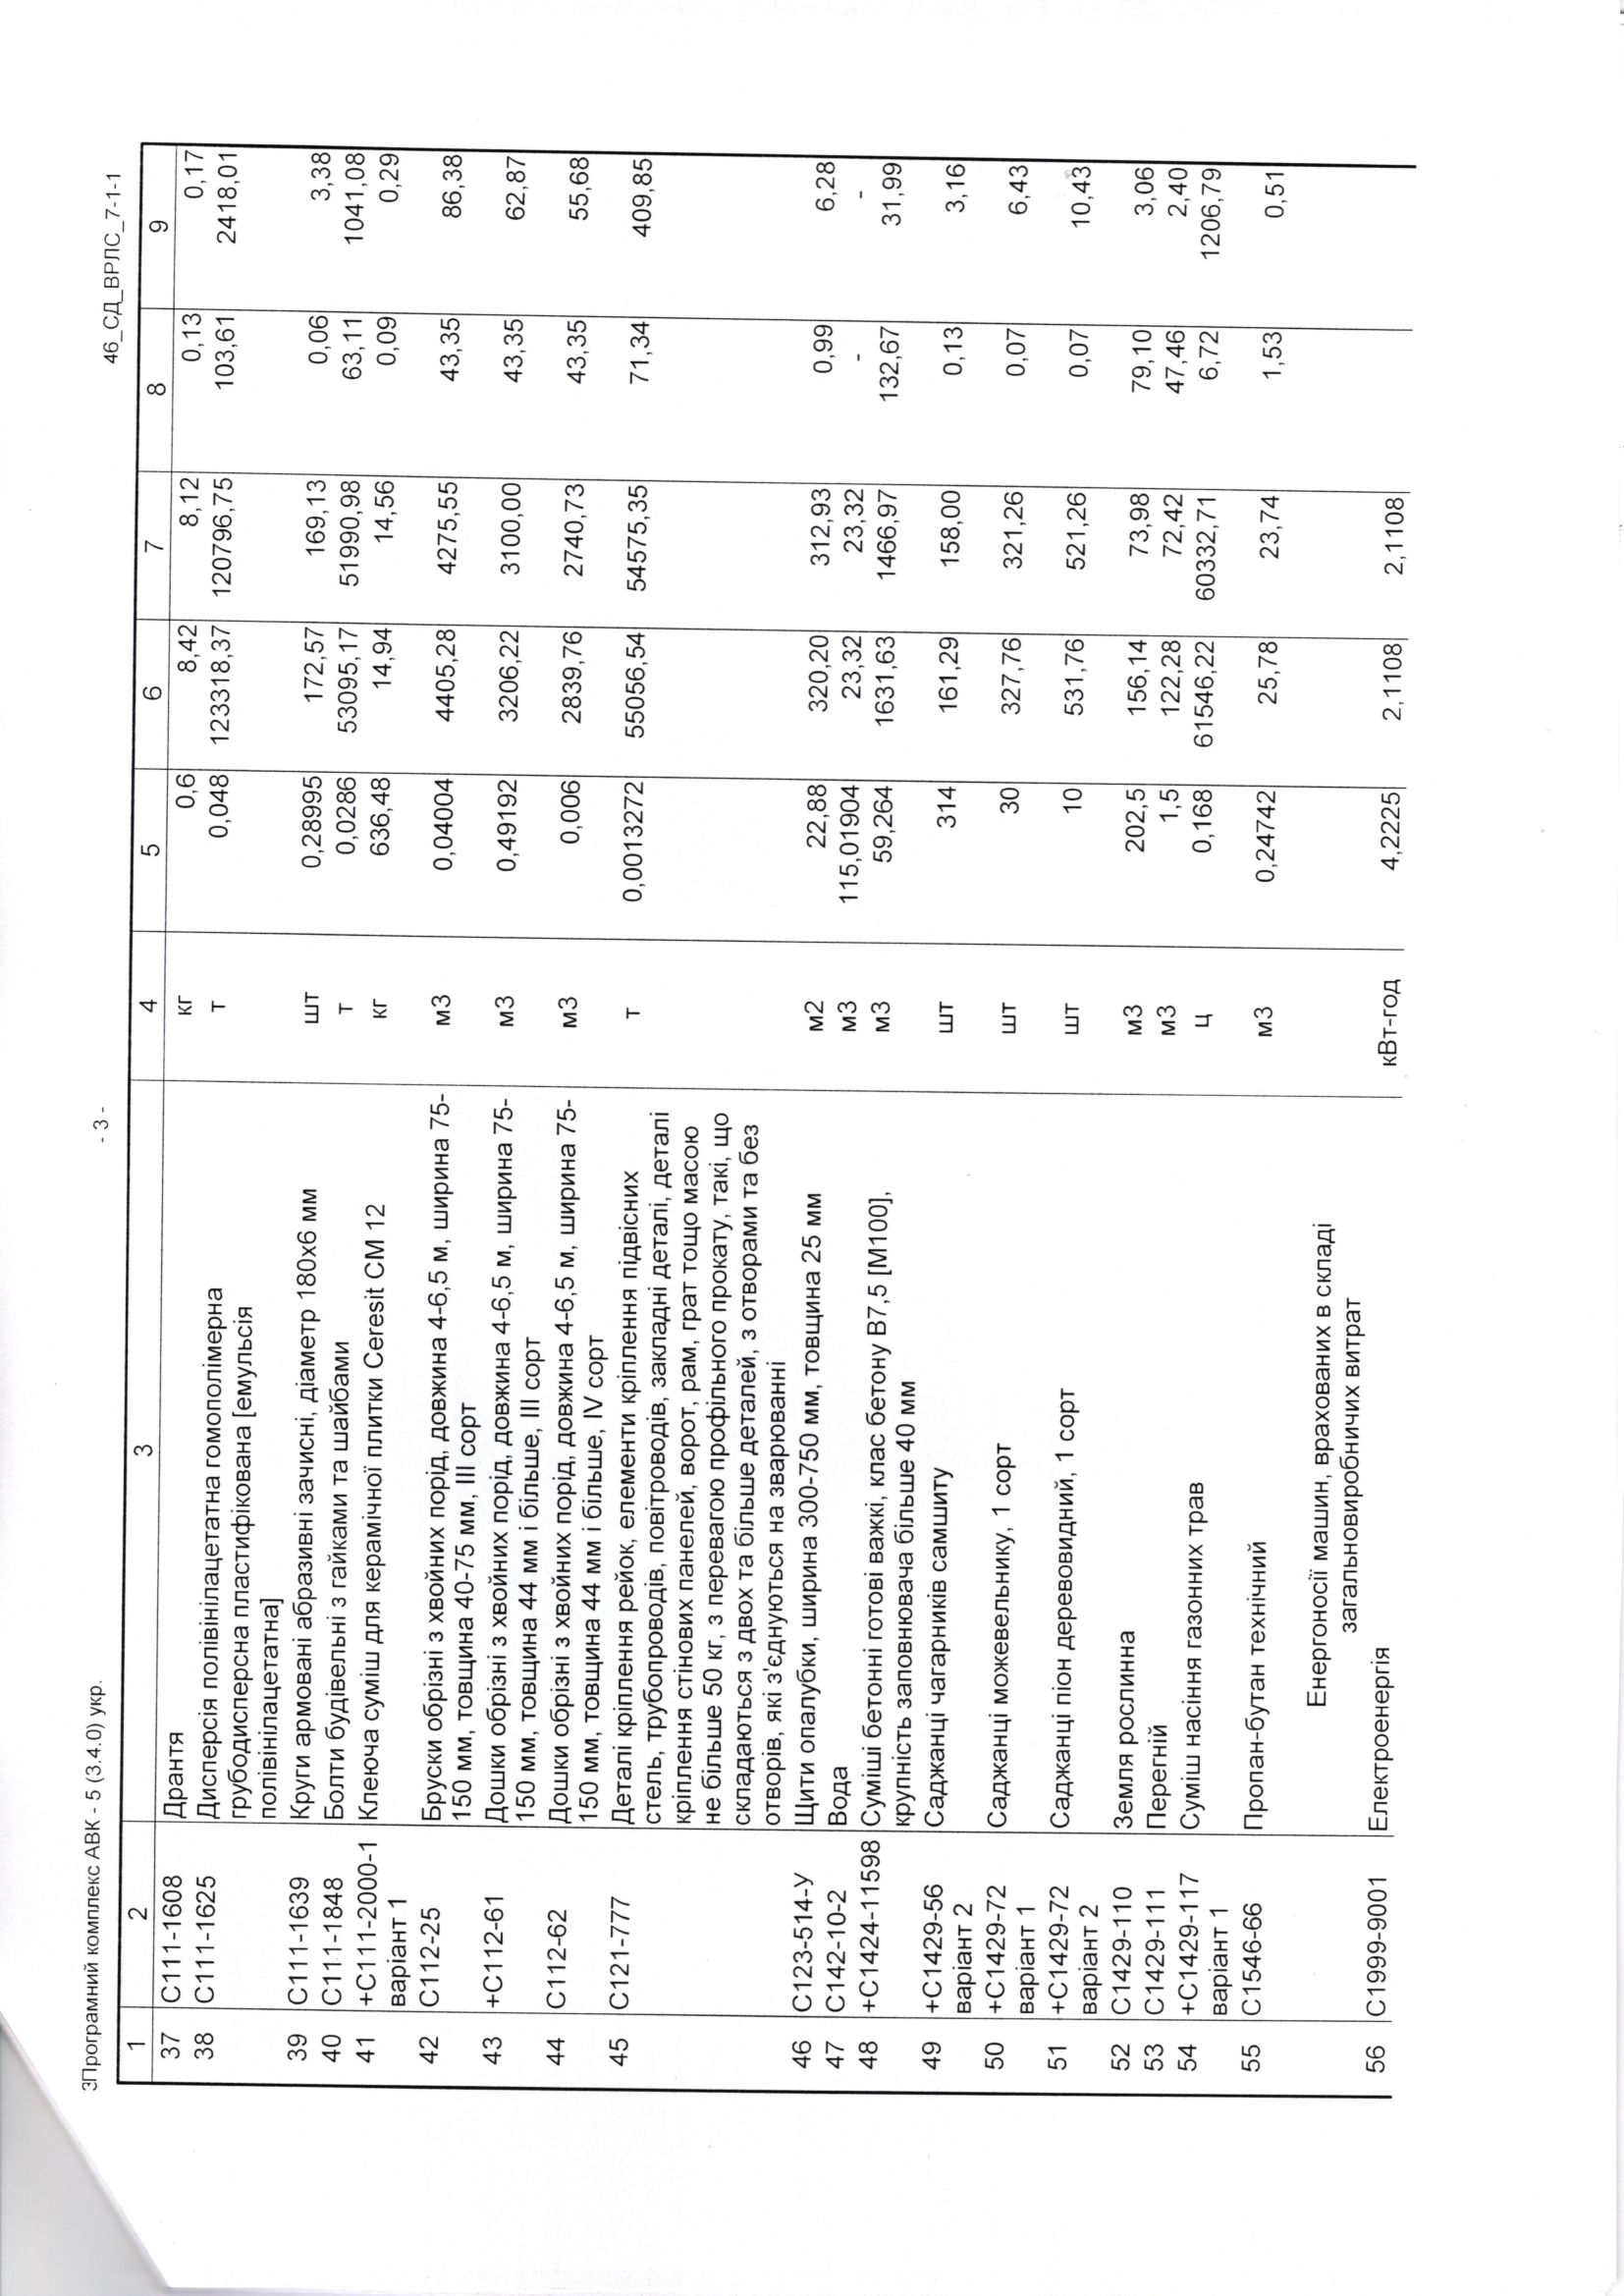 3Програмний комплекс АВК - 5 (3.4.0) укр. - 3 - 46_СД_ВРЛС_7-1-1
1 2 3 4 5 6 7 8 9
37 С111-1608 Дрантя кг 0,6 8,42 8,12 0,13 0,17
38 С111-1625 Дисперсія полівінілацетатна гомополімерна т 0,048 123318,37 120796,75 103,61 2418,01
грубодисперсна пластифікована [емульсія
полівінілацетатна]
39 С111-1639 Круги армовані абразивні зачисні, діаметр 180х6 мм шт 0,28995 172,57 169,13 0,06 3,38
40 С111-1848 Болти будівельні з гайками та шайбами т 0,0286 53095,17 51990,98 63,11 1041,08
41 +С111-2000-1 Клеюча суміш для керамічної плитки Ceresit СМ 12 кг 636,48 14,94 14,56 0,09 0,29
варіант 1
42 С112-25 Бруски обрізні з хвойних порід, довжина 4-6,5 м, ширина 75- м3 0,04004 4405,28 4275,55 43,35 86,38
150 мм, товщина 40-75 мм, III сорт
43 +С112-61 Дошки обрізні з хвойних порід, довжина 4-6,5 м, ширина 75- м3 0,49192 3206,22 3100,00 43,35 62,87
150 мм, товщина 44 мм і більше, III сорт
44 С112-62 Дошки обрізні з хвойних порід, довжина 4-6,5 м, ширина 75- м3 0,006 2839,76 2740,73 43,35 55,68
150 мм, товщина 44 мм і більше, IV сорт
45 С121-777 Деталі кріплення рейок, елементи кріплення підвісних т 0,0013272 55056,54 54575,35 71,34 409,85
стель, трубопроводів, повітроводів, закладні деталі, деталі
кріплення стінових панелей, ворот, рам, грат тощо масою
не більше 50 кг, з перевагою профільного прокату, такі, що
складаються з двох та більше деталей, з отворами та без
отворів, які з'єднуються на зварюванні
46 С123-514-У Щити опалубки, ширина 300-750 мм, товщина 25 мм м2 22,88 320,20 312,93 0,99 6,28
47 С142-10-2 Вода м3 115,01904 23,32 23,32 - -
48 +С1424-11598 Суміші бетонні готові важкі, клас бетону В7,5 [М100], м3 59,264 1631,63 1466,97 132,67 31,99
крупність заповнювача більше 40 мм
49 +С1429-56 Саджанці чагарників самшиту шт 314 161,29 158,00 0,13 3,16
варіант 2
50 +С1429-72 Саджанці можевельнику, 1 сорт шт 30 327,76 321,26 0,07 6,43
варіант 1
51 +С1429-72 Саджанці піон деревовидний, 1 сорт шт 10 531,76 521,26 0,07 10,43
варіант 2
52 С1429-110 Земля рослинна м3 202,5 156,14 73,98 79,10 3,06
53 С1429-111 Перегній м3 1,5 122,28 72,42 47,46 2,40
54 +С1429-117 Суміш насіння газонних трав ц 0,168 61546,22 60332,71 6,72 1206,79
варіант 1
55 С1546-66 Пропан-бутан технічний м3 0,24742 25,78 23,74 1,53 0,51
Енергоносії машин, врахованих в складі
загальновиробничих витрат
56 С1999-9001 Електроенергія кВт-год 4,2225 2,1108 2,1108